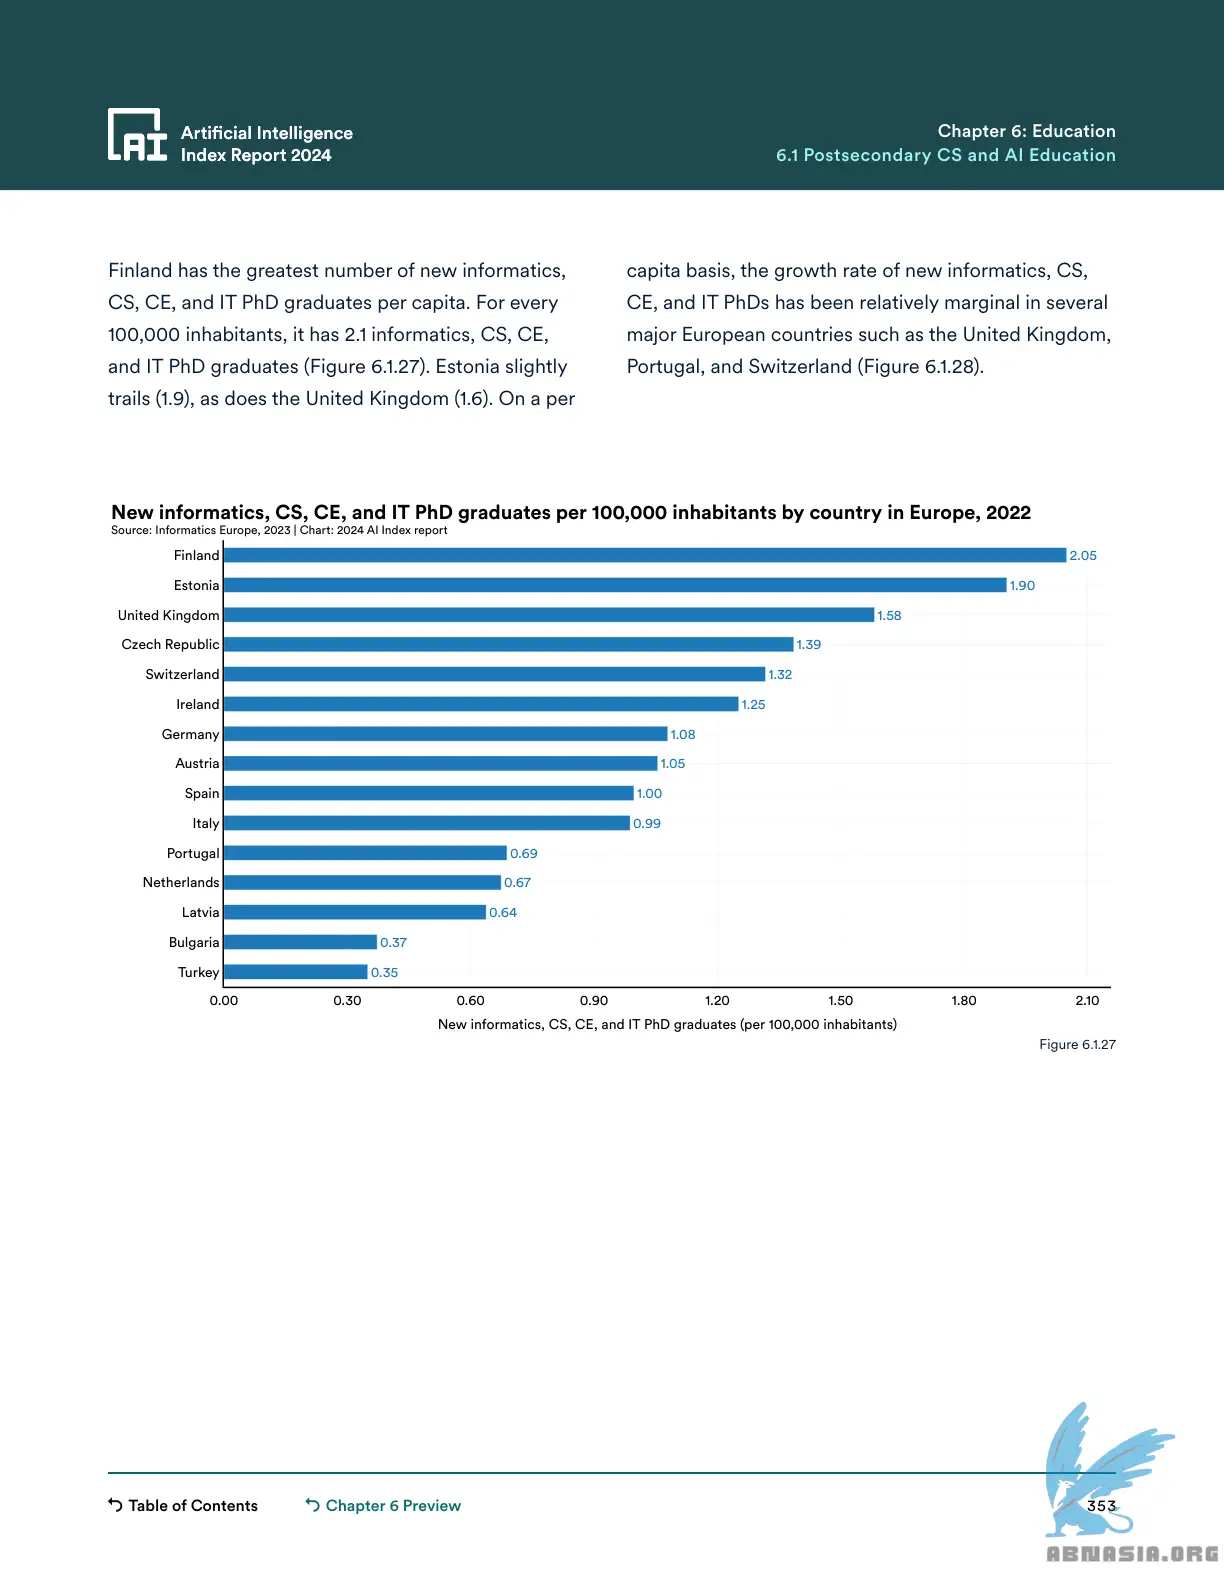 Artificial Intelligence
Index Report 2024
Chapter 6: Education
6.1 Postsecondary CS and AI Education
Finland has the greatest number of new informatics,
CS, CE, and IT PhD graduates per capita. For every
100,000 inhabitants, it has 2.1 informatics, CS, CE,
and IT PhD graduates (Figure 6.1.27). Estonia slightly
trails (1.9), as does the United Kingdom (1.6). On a per
capita basis, the growth rate of new informatics, CS,
CE, and IT PhDs has been relatively marginal in several
major European countries such as the United Kingdom,
Portugal, and Switzerland (Figure 6.1.28).
New informatics, CS, CE, and IT PhD graduates per 100,000 inhabitants by country in Europe, 2022
Source: Informatics Europe, 2023 | Chart: 2024 AI Index report
Finland 2.05
Estonia 1.90
United Kingdom 1.58
Czech Republic 1.39
Switzerland 1.32
Ireland 1.25
Germany 1.08
Austria 1.05
Spain 1.00
Italy 0.99
Portugal 0.69
Netherlands 0.67
Latvia 0.64
Bulgaria 0.37
Turkey 0.35
0.00 0.30 0.60 0.90 1.20 1.50 1.80 2.10
New informatics, CS, CE, and IT PhD graduates (per 100,000 inhabitants)
Figure 6.1.27
Table of Contents
Chapter 6 Preview
353
ABNASIA.ORG